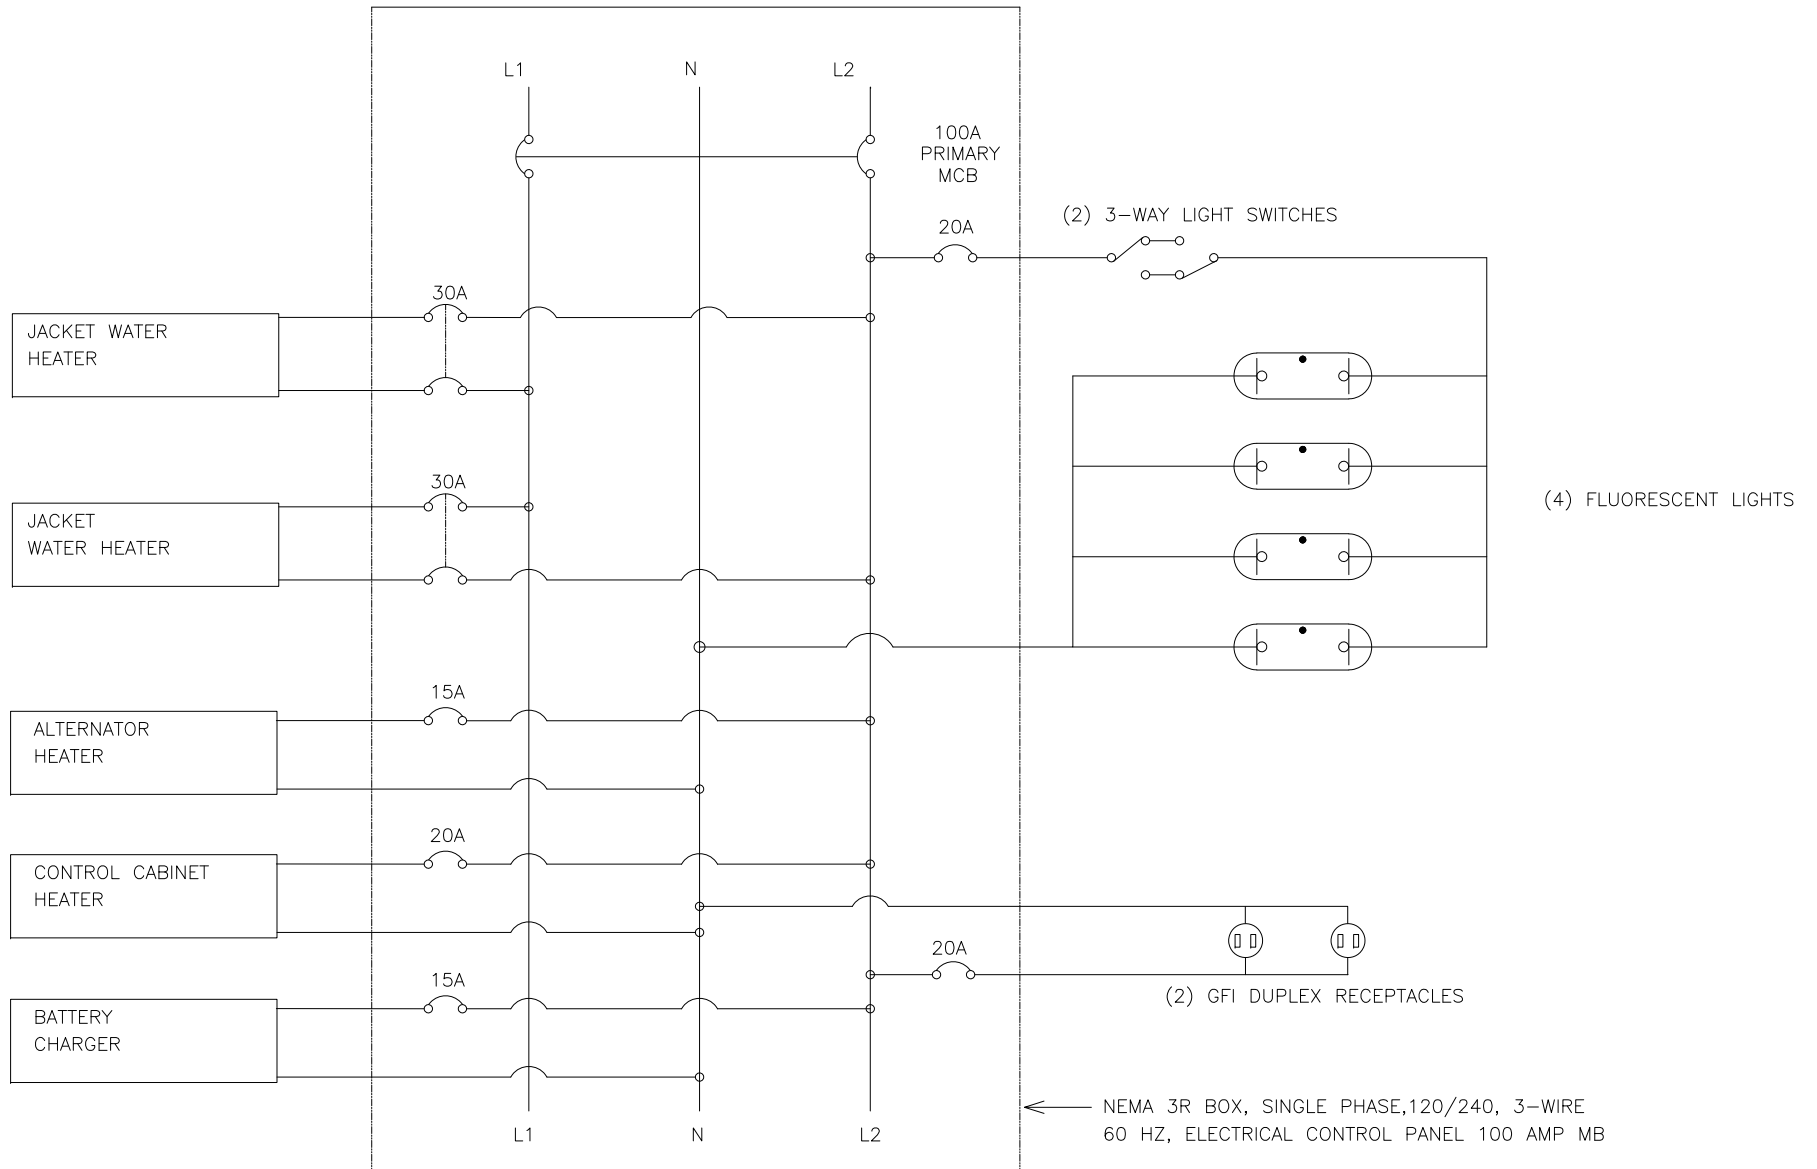 L1
N
L2
100A
PRIMARY
MCB
(2) 3-WAY LIGHT SWITCHES
20A
30A
JACKET WATER
HEATER
30A
JACKET
WATER HEATER
(4) FLUORESCENT LIGHTS
15A
ALTERNATOR
HEATER
20A
CONTROL CABINET
HEATER
20A
(2) GFI DUPLEX RECEPTACLES
15A
BATTERY
CHARGER
NEMA 3R BOX, SINGLE PHASE,120/240, 3-WIRE
60 HZ, ELECTRICAL CONTROL PANEL 100 AMP MB
L1
N
L2